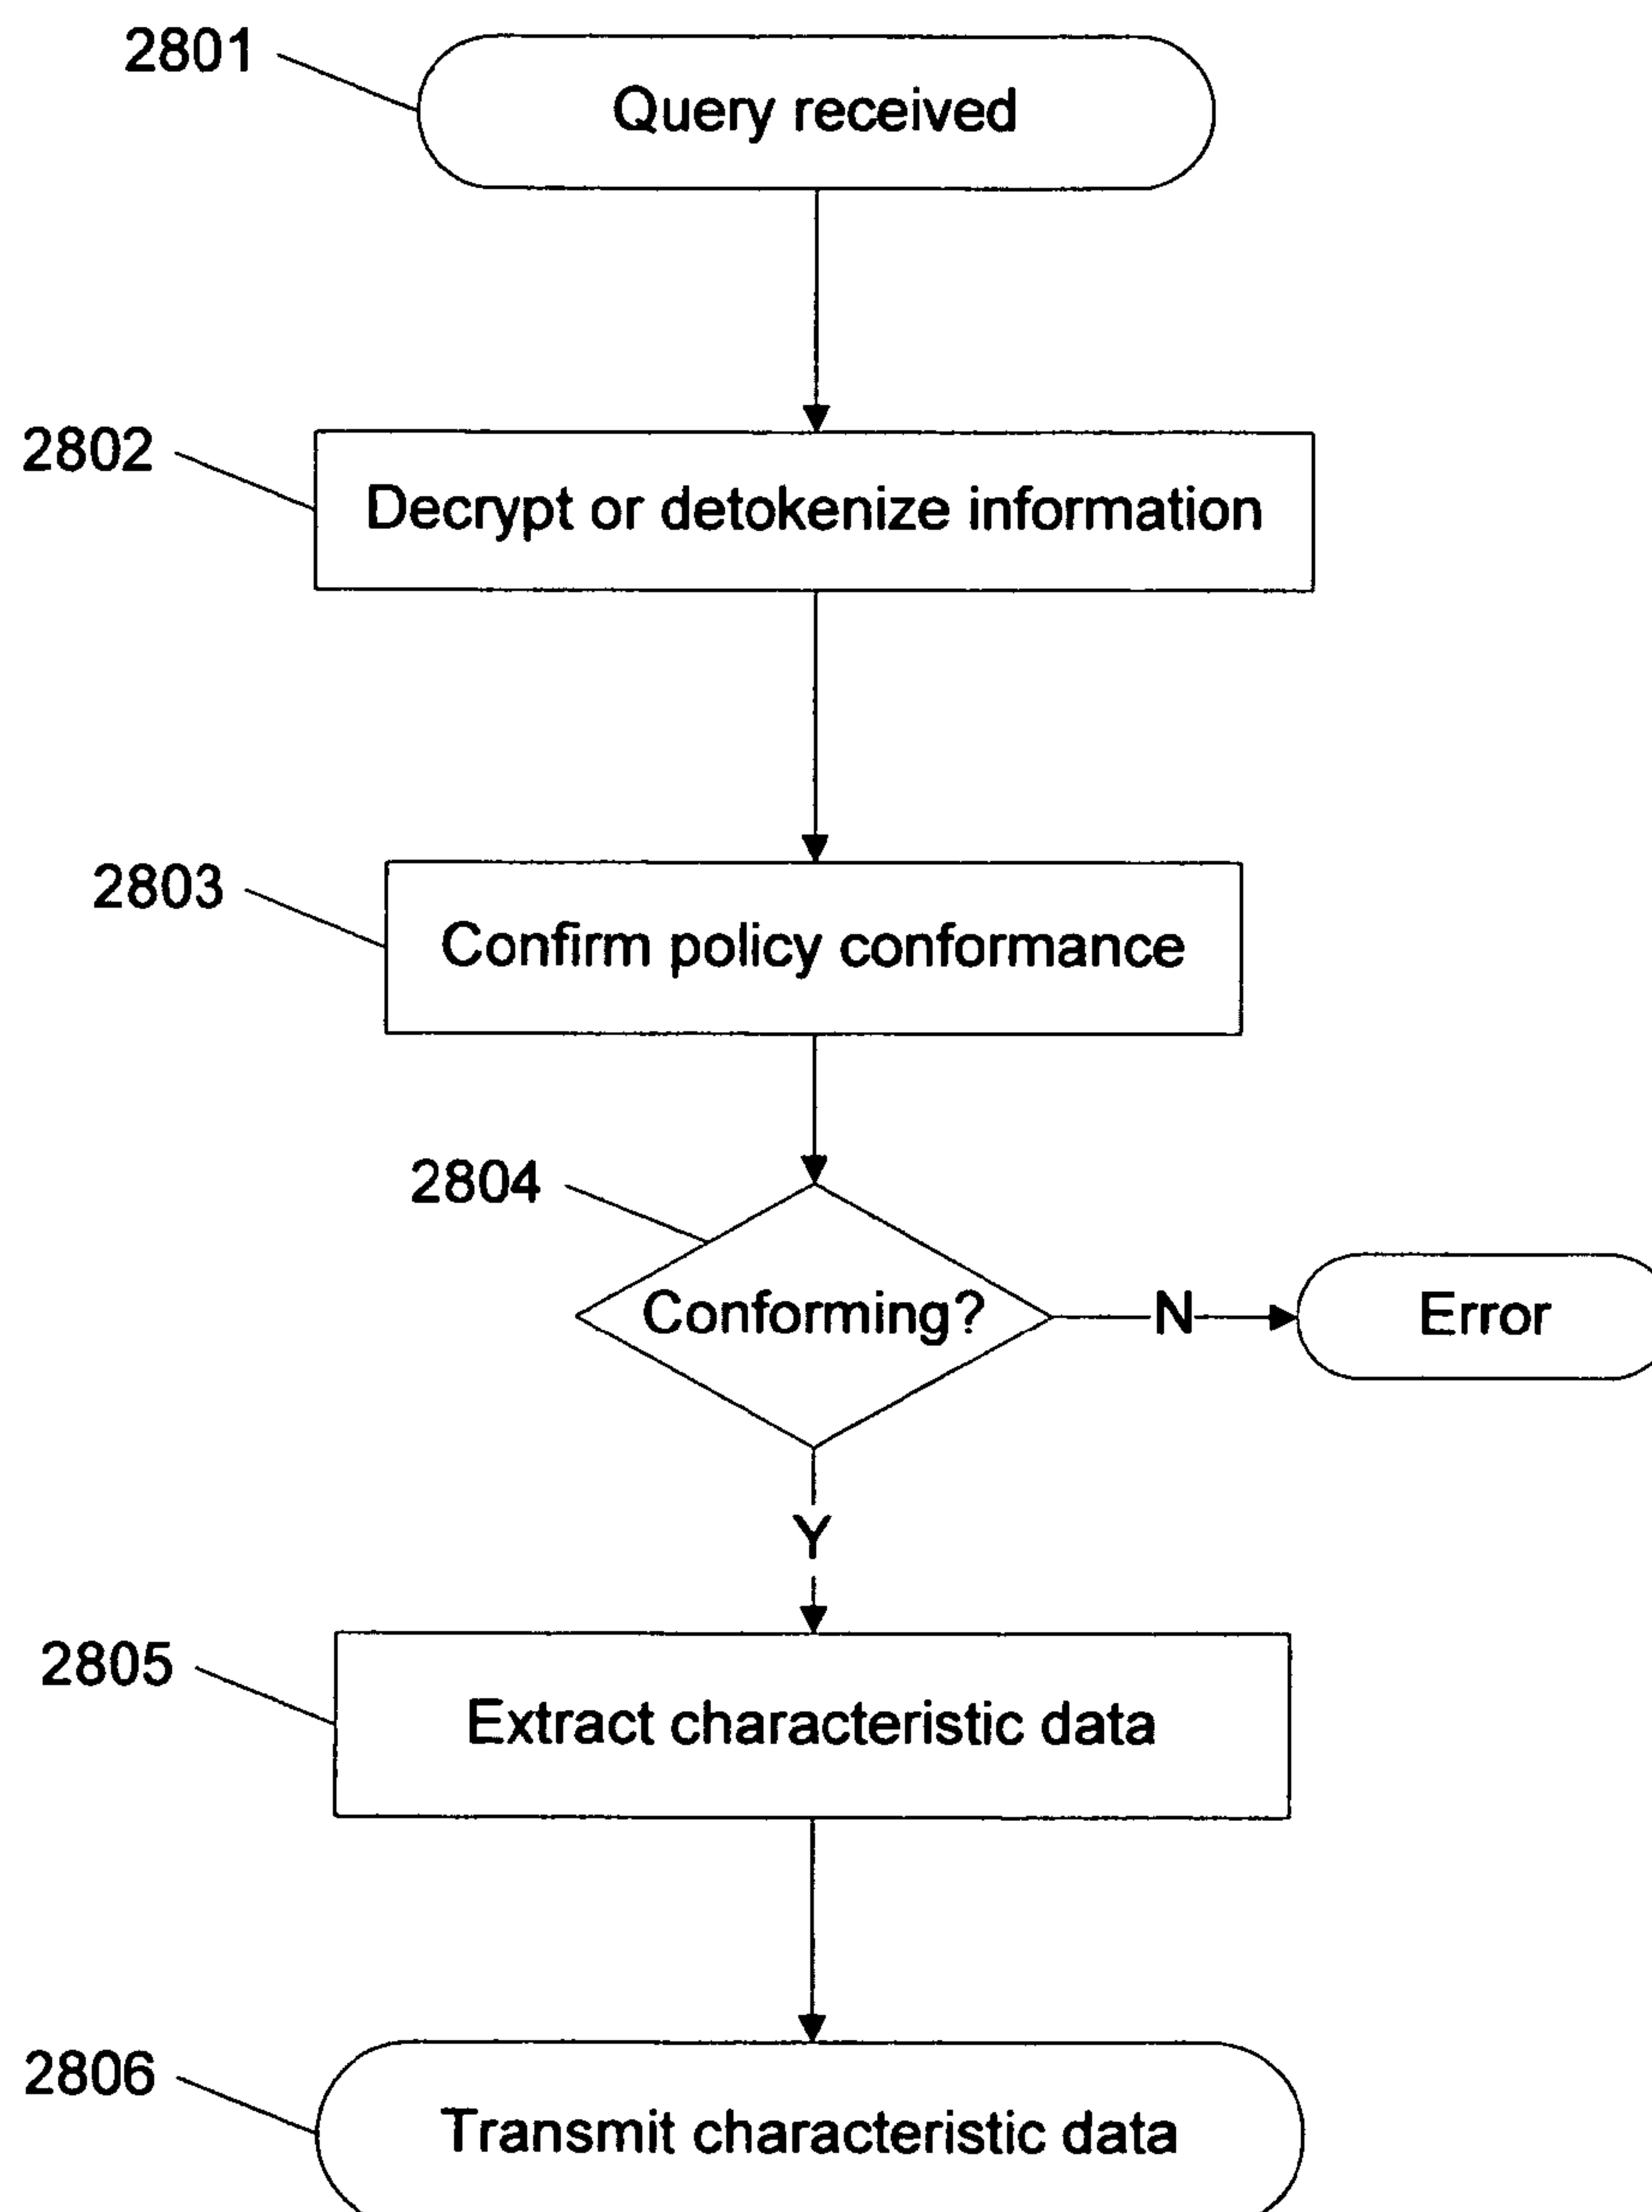 2801
Query received
2802
Decrypt or detokenize information
2803
Confirm policy conformance
2804
Conforming?
N
Error
Y
2805
Extract characteristic data
2806
Transmit characteristic data